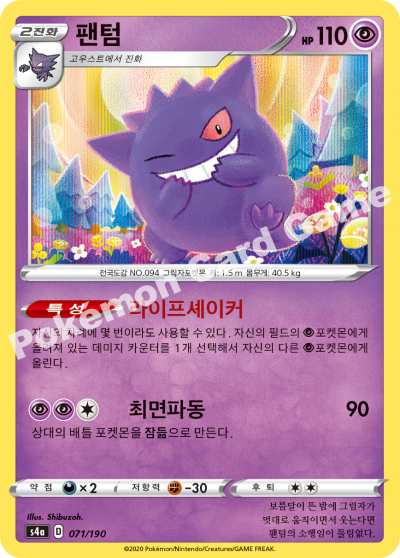 2진화
팬텀
HP 110
고우스트에서 진화
전국도감 NO.094 그림자포켓몬 키: 1.5 m 몸무게: 40.5 kg
특성 라이프셰이커
자신의 차례에 몇 번이라도 사용할 수 있다. 자신의 필드의 포켓몬에게
올려져 있는 데미지 카운터를 1개 선택해서 자신의 다른 포켓몬에게
올린다.
최면파동 90
상대의 배틀 포켓몬을 잠듦으로 만든다.
약점 ×2 저항력 -30 후퇴
Illus. Shibuzoh.
s4a D 071/190
보름달이 뜬 밤에 그림자가
멋대로 움직이면서 웃는다면
팬텀의 소행임이 틀림없다.
©2020 Pokémon/Nintendo/Creatures/GAME FREAK.
Pokémon Card Game